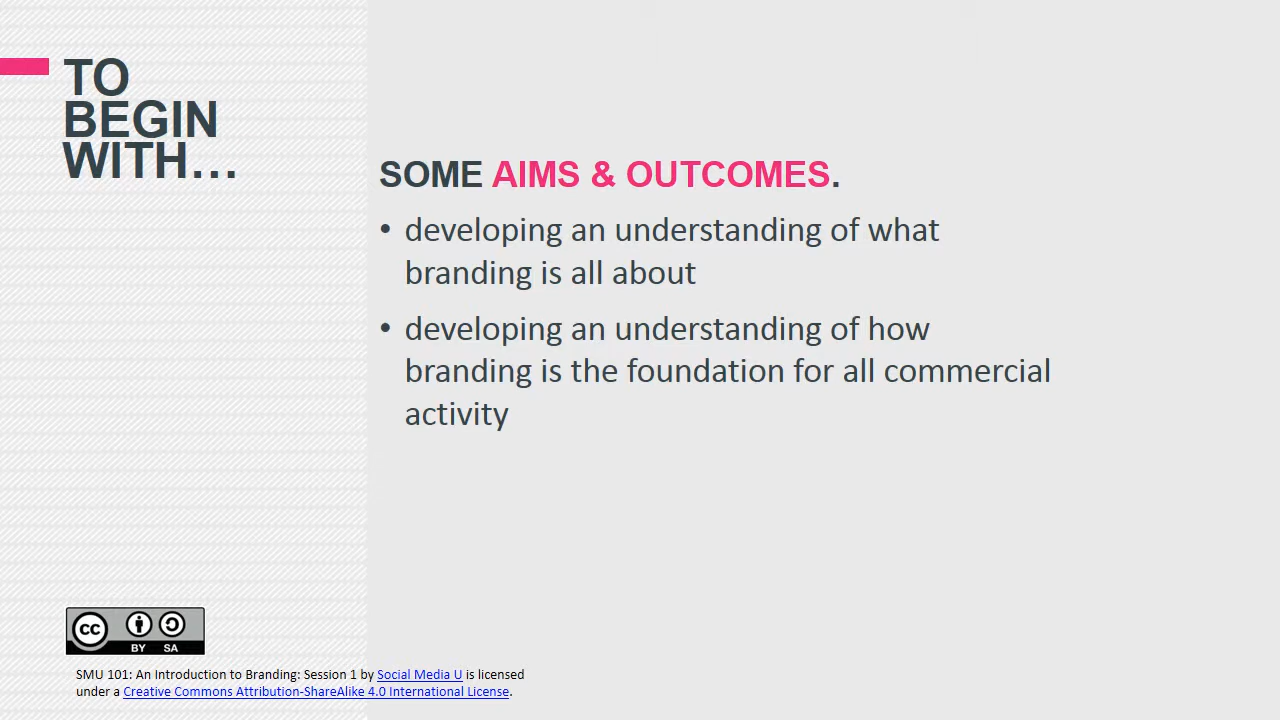 TO
BEGIN
WITH…
SOME AIMS & OUTCOMES.
• developing an understanding of what
branding is all about
• developing an understanding of how
branding is the foundation for all commercial
activity
cc
BY SA
SMU 101: An Introduction to Branding: Session 1 by Social Media U is licensed
under a Creative Commons Attribution-ShareAlike 4.0 International License.